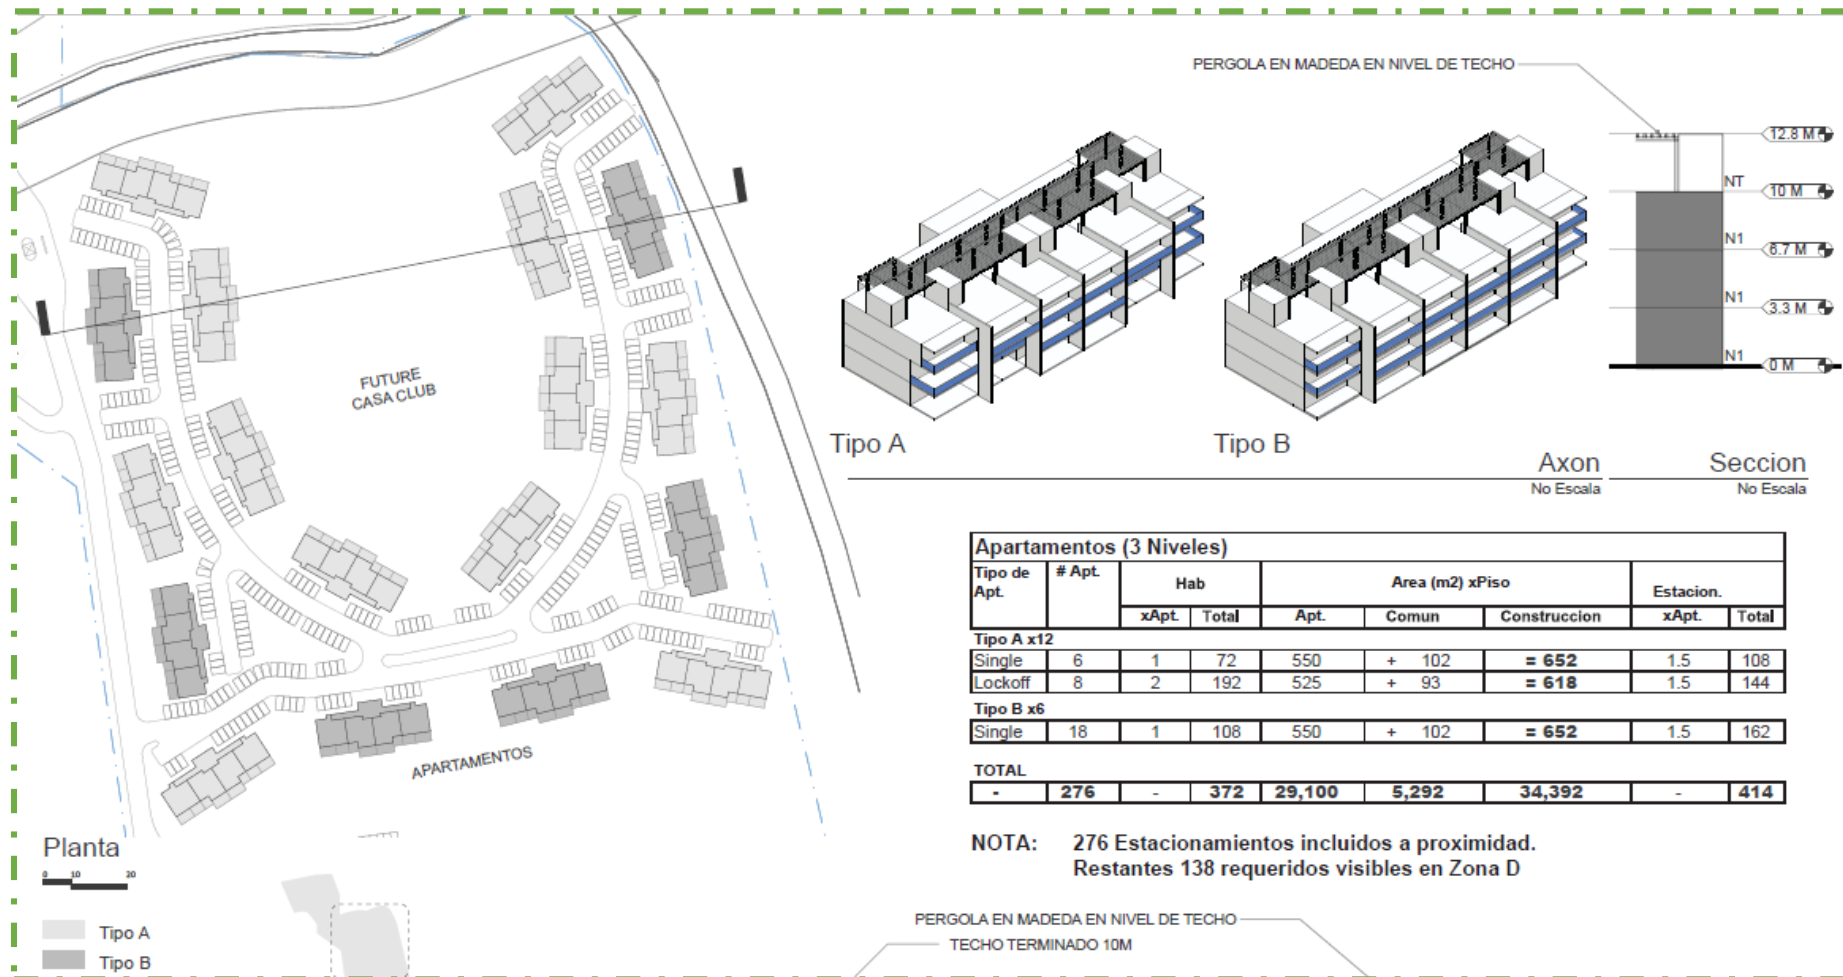 PERGOLA EN MADEDA EN NIVEL DE TECHO
12.8 M
NT
10 M
N1
6.7 M
N1
3.3 M
N1
0 M
FUTURE
CASA CLUB
APARTAMENTOS
Tipo A
Tipo B
Axon
No Escala
Seccion
No Escala
Apartamentos (3 Niveles)
Tipo de Apt. # Apt. Hab Area (m2) xPiso Estacion.
xApt. Total Apt. Comun Construccion xApt. Total
Tipo A x12
Single 6 1 72 550 + 102 = 652 1.5 108
Lockoff 8 2 192 525 + 93 = 618 1.5 144
Tipo B x6
Single 18 1 108 550 + 102 = 652 1.5 162
TOTAL
- 276 - 372 29,100 5,292 34,392 - 414
NOTA: 276 Estacionamientos incluidos a proximidad.
Restantes 138 requeridos visibles en Zona D
Planta
0 10 20
Tipo A
Tipo B
PERGOLA EN MADEDA EN NIVEL DE TECHO
TECHO TERMINADO 10M